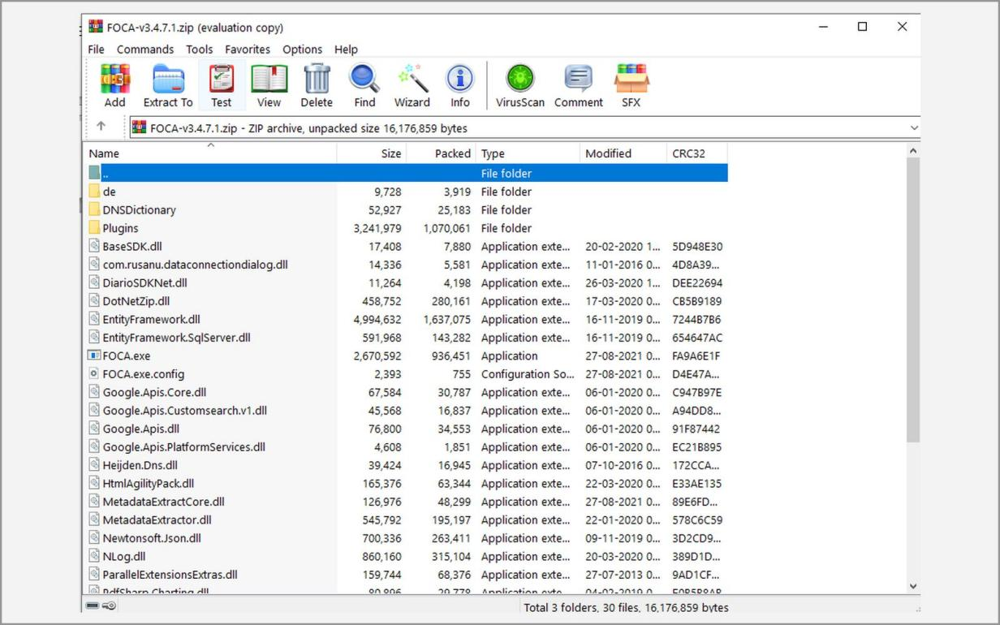 FOCA-v3.4.7.1.zip (evaluation copy)
File Commands Tools Favorites Options Help
Add Extract To Test View Delete Find Wizard Info VirusScan Comment SFX
FOCA-v3.4.7.1.zip - ZIP archive, unpacked size 16,176,859 bytes
Name Size Packed Type Modified CRC32
.. File folder
de 9,728 3,919 File folder
DNSDictionary 52,927 25,183 File folder
Plugins 3,241,979 1,070,061 File folder
BaseSDK.dll 17,408 7,880 Application exte... 20-02-2020 1... 5D948E30
com.rusanu.dataconnectiondialog.dll 14,336 5,581 Application exte... 11-01-2016 0... 4D8A39...
DiarioSDKNet.dll 11,264 4,198 Application exte... 26-03-2020 1... DEE22694
DotNetZip.dll 458,752 280,161 Application exte... 17-03-2020 0... CB5B9189
EntityFramework.dll 4,994,632 1,637,075 Application exte... 16-11-2019 0... 7244B7B6
EntityFramework.SqlServer.dll 591,968 143,282 Application exte... 16-11-2019 0... 654647AC
FOCA.exe 2,670,592 936,451 Application 27-08-2021 0... FA9A6E1F
FOCA.exe.config 2,393 755 Configuration So... 27-08-2021 0... D4E47A...
Google.Apis.Core.dll 67,584 30,787 Application exte... 06-01-2020 0... C947B97E
Google.Apis.Customsearch.v1.dll 45,568 16,837 Application exte... 06-01-2020 0... A94DD8...
Google.Apis.dll 76,800 34,553 Application exte... 06-01-2020 0... 91F87442
Google.Apis.PlatformServices.dll 4,608 1,851 Application exte... 06-01-2020 0... EC21B895
Heijden.Dns.dll 39,424 16,945 Application exte... 07-10-2016 0... 172CCA...
HtmlAgilityPack.dll 165,376 63,344 Application exte... 22-03-2020 0... E33AE135
MetadataExtractCore.dll 126,976 48,299 Application exte... 27-08-2021 0... 89E6FD...
MetadataExtractor.dll 545,792 195,197 Application exte... 22-01-2020 0... 578C6C59
Newtonsoft.Json.dll 700,336 263,411 Application exte... 09-11-2019 0... 3D2CD9...
NLog.dll 860,160 315,104 Application exte... 20-03-2020 0... 389D1D...
ParallelExtensionsExtras.dll 159,744 68,376 Application exte... 27-07-2013 0... 9AD1CF...
PdfSharp.Charting.dll 80,896 29,778 Application exte... 04-02-2019 0...
Total 3 folders, 30 files, 16,176,859 bytes